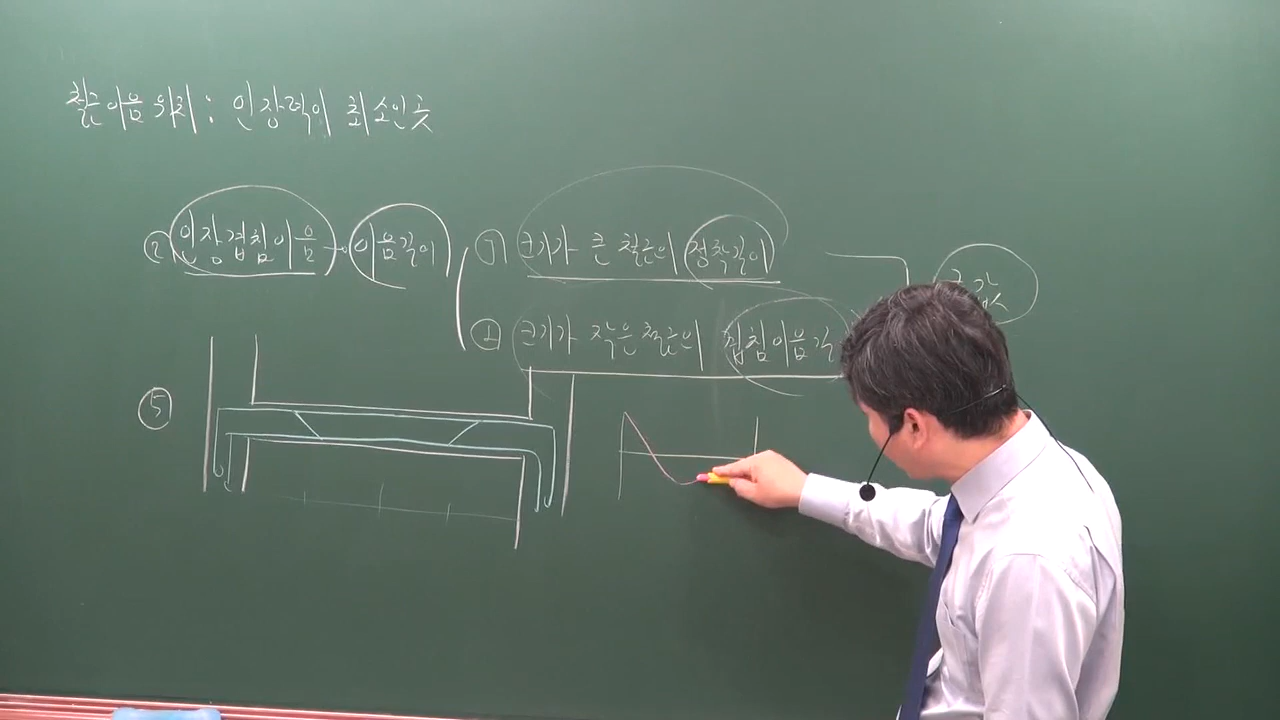 철근이음위치: 인장력이 최소인곳
② 인장겹침이음 이음길이
㉠ 크기가 큰 철근의 정착길이
㉡ 크기가 작은 철근의 겹침이음길
⑤